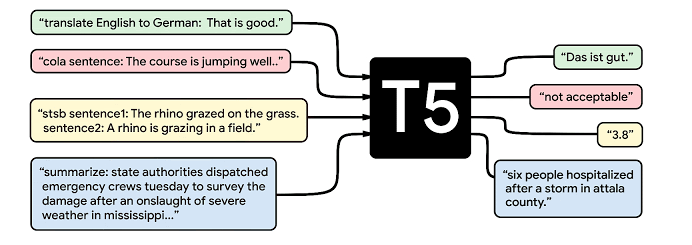 "translate English to German: That is good."
"cola sentence: The course is jumping well.."
"stsb sentence1: The rhino grazed on the grass.
sentence2: A rhino is grazing in a field."
"summarize: state authorities dispatched
emergency crews tuesday to survey the
damage after an onslaught of severe
weather in mississippi..."
T5
"Das ist gut."
"not acceptable"
"3.8"
"six people hospitalized
after a storm in attala
county."